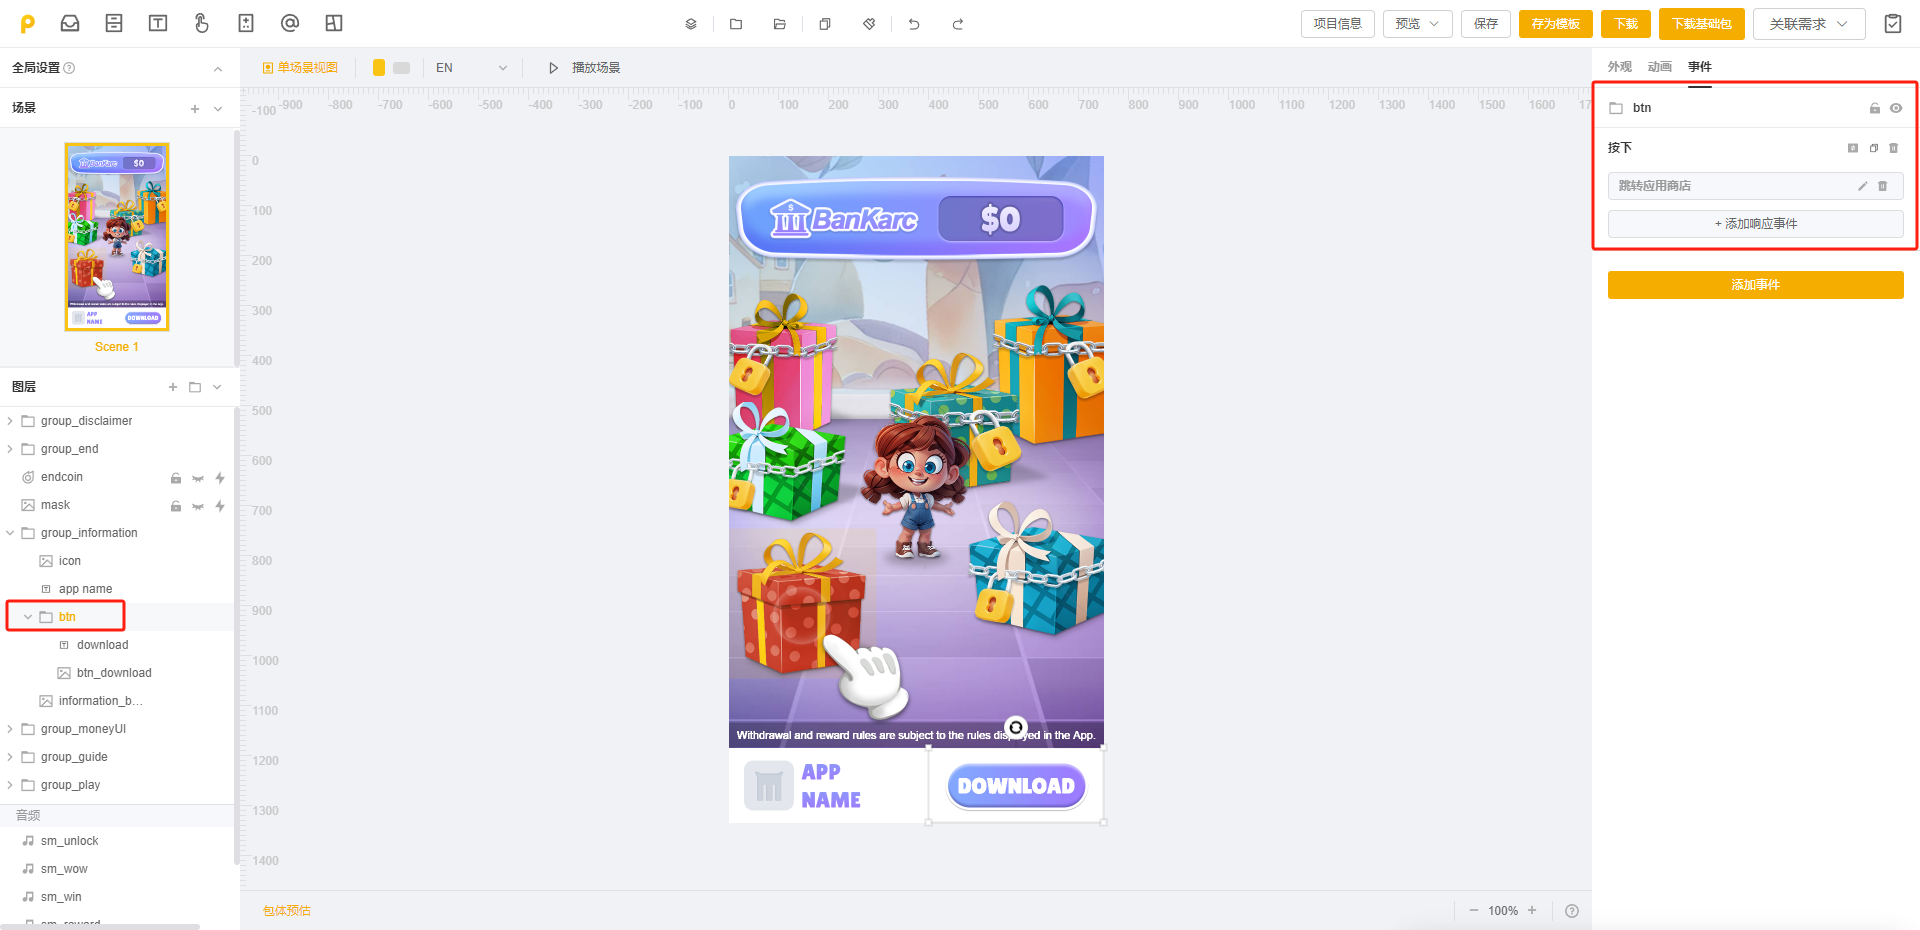 项目信息
预览
保存
存为模板
下载
下载基础包
关联需求
全局设置
单场景视图
EN
播放场景
外观 动画 事件
场景
-100 -900 -800 -700 -600 -500 -400 -300 -200 -100 0 100 200 300 400 500 600 700 800 900 1000 1100 1200 1300 1400 1500 1600
0
100
200
300
400
500
600
700
800
900
1000
1100
1200
1300
1400
Scene 1
图层
group_disclaimer
group_end
endcoin
mask
group_information
icon
app name
btn
download
btn_download
information_b...
group_moneyUI
group_guide
group_play
音频
sm_unlock
sm_wow
sm_win
BanKarc
$0
Withdrawal and reward rules are subject to the rules displayed in the App.
APP
NAME
DOWNLOAD
包体预估
100%
btn
按下
跳转应用商店
+ 添加响应事件
添加事件